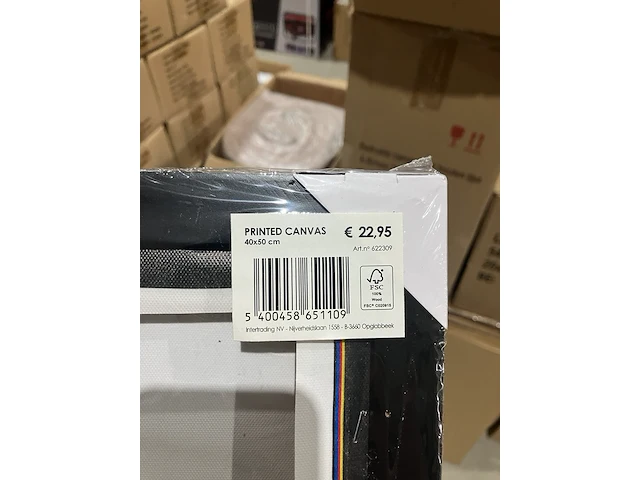 PRINTED CANVAS € 22,95
40x50 cm
Art.n° 622309
FSC
100%
Wood
5 400458 651109
Intertrading NV - Nijverheidslaan 1558 - B-3660 Opglabbeek